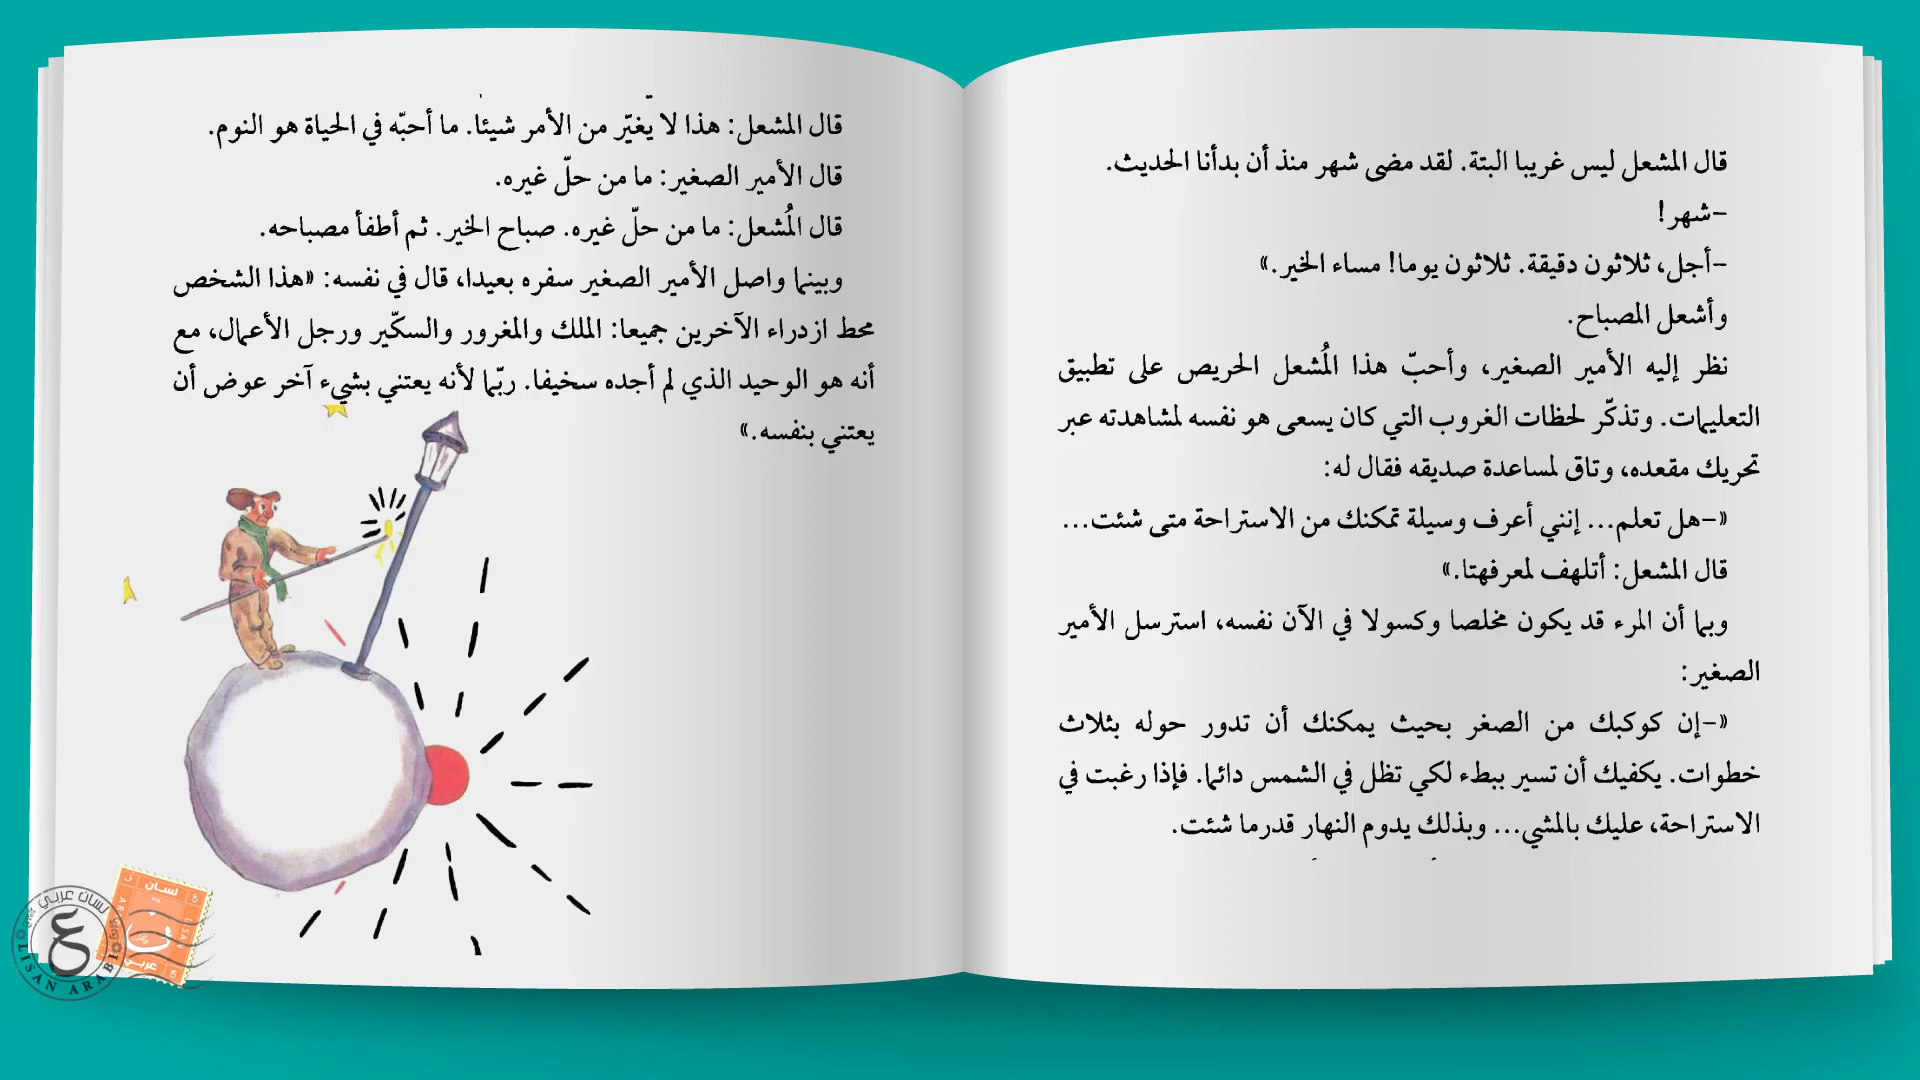 قال المشعل ليس غريبا البتة. لقد مضى شهر منذ أن بدأنا الحديث.
-شهر!
-أجل، ثلاثون دقيقة. ثلاثون يوما! مساء الخير.»
وأشعل المصباح.
نظر إليه الأمير الصغير، وأحبّ هذا المُشعل الحريص على تطبيق
التعليمات. وتذكّر لحظات الغروب التي كان يسعى هو نفسه لمشاهدته عبر
تحريك مقعده، وتاق لمساعدة صديقه فقال له:
«-هل تعلم... إنني أعرف وسيلة تمكنك من الاستراحة متى شئت...
قال المشعل: أتلهف لمعرفهتا.»
وبما أن المرء قد يكون مخلصا وكسولا في الآن نفسه، استرسل الأمير
الصغير:
«-إن كوكبك من الصغر بحيث يمكنك أن تدور حوله بثلاث
خطوات. يكفيك أن تسير ببطء لكي تظل في الشمس دائما. فإذا رغبت في
الاستراحة، عليك بالمشي... وبذلك يدوم النهار قدرما شئت.
قال المشعل: هذا لا يغيّر من الأمر شيئا. ما أحبّه في الحياة هو النوم.
قال الأمير الصغير: ما من حلّ غيره.
قال المُشعل: ما من حلّ غيره. صباح الخير. ثم أطفأ مصباحه.
وبينما واصل الأمير الصغير سفره بعيدا، قال في نفسه: «هذا الشخص
محط ازدراء الآخرين جميعا: الملك والمغرور والسكّير ورجل الأعمال، مع
أنه هو الوحيد الذي لم أجده سخيفا. ربّما لأنه يعتني بشيء آخر عوض أن
يعتني بنفسه.»
لسان عربي
ع
LISAN ARABI
لسان
عربي